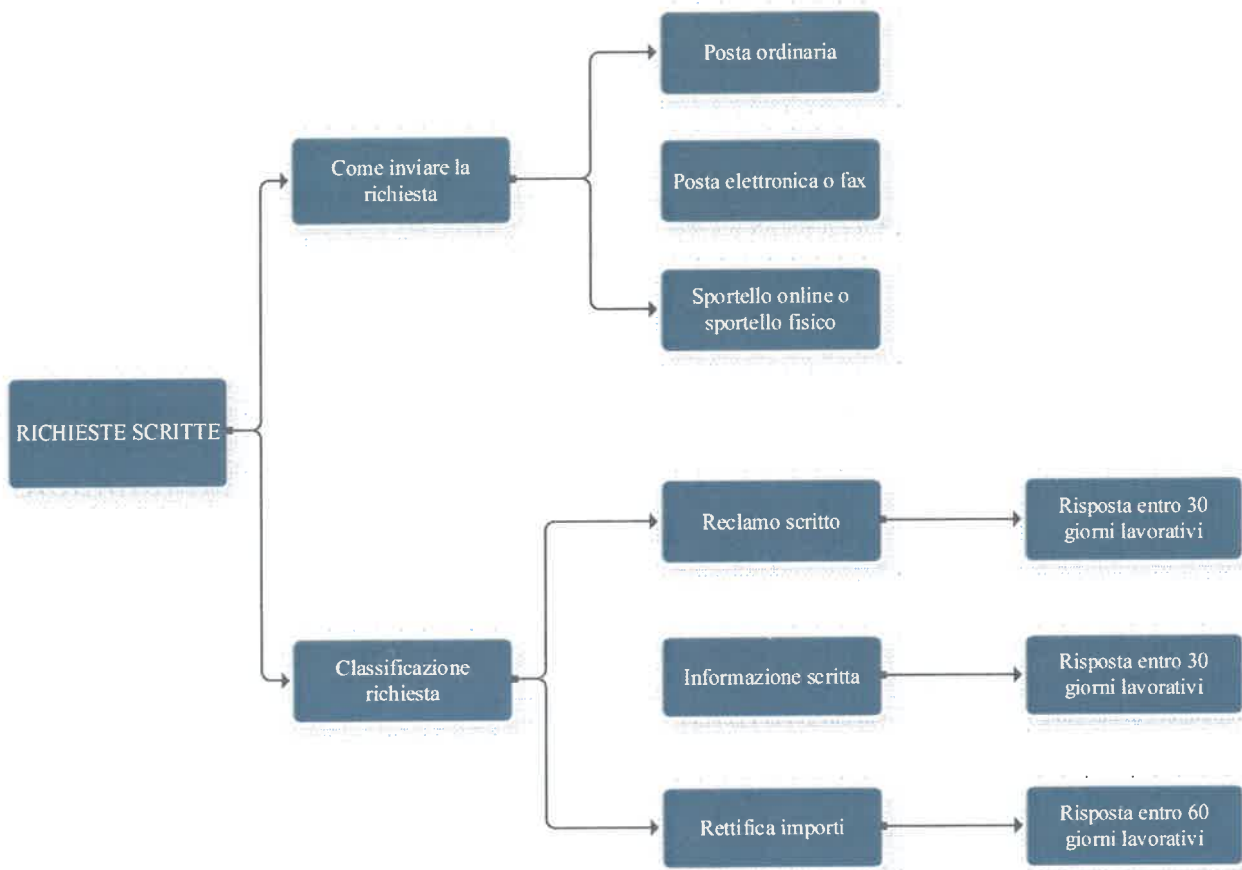 Posta ordinaria
Come inviare la
richiesta
Posta elettronica o fax
Sportello online o
sportello fisico
RICHIESTE SCRITTE
Reclamo scritto
Risposta entro 30
giorni lavorativi
Classificazione
richiesta
Informazione scritta
Risposta entro 30
giorni lavorativi
Rettifica importi
Risposta entro 60
giorni lavorativi